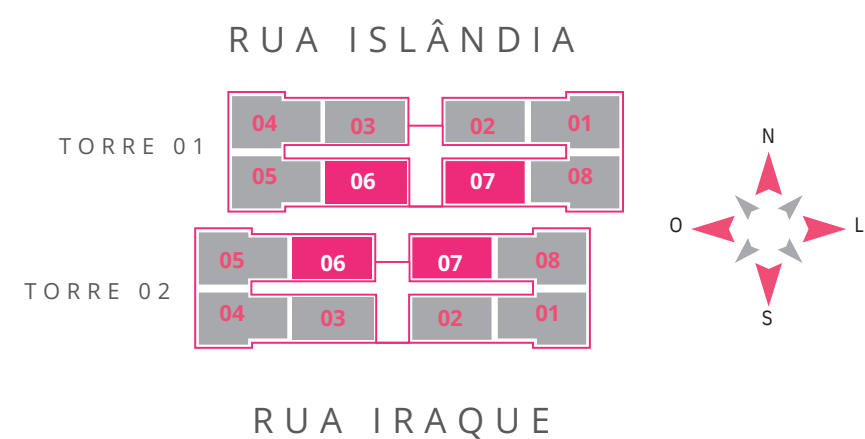 RUA ISLÂNDIA
TORRE 01
04 03 02 01
05 06 07 08
TORRE 02
05 06 07 08
04 03 02 01
RUA IRAQUE
N
O L
S